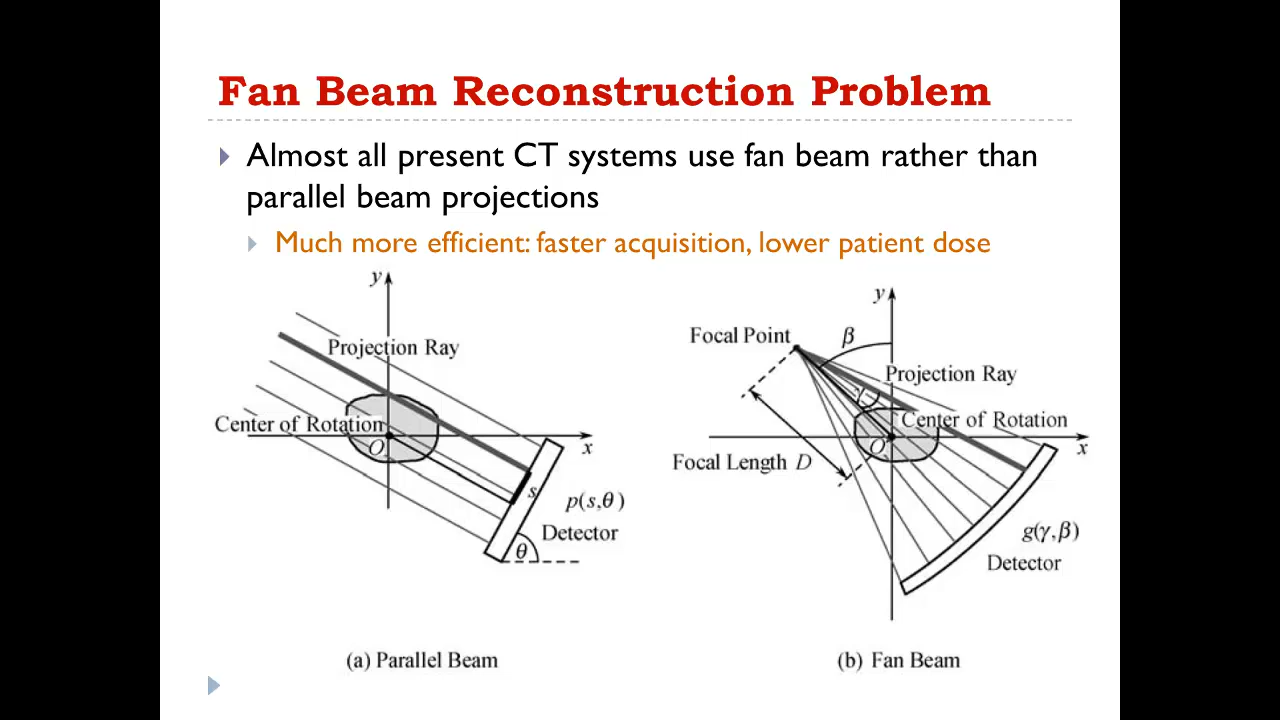 Fan Beam Reconstruction Problem
Almost all present CT systems use fan beam rather than
parallel beam projections
Much more efficient: faster acquisition, lower patient dose
y
Projection Ray
Center of Rotation
O
x
s
p(s,θ)
Detector
θ
(a) Parallel Beam
y
Focal Point
β
Projection Ray
γ
Center of Rotation
O
x
Focal Length D
g(γ,β)
Detector
(b) Fan Beam